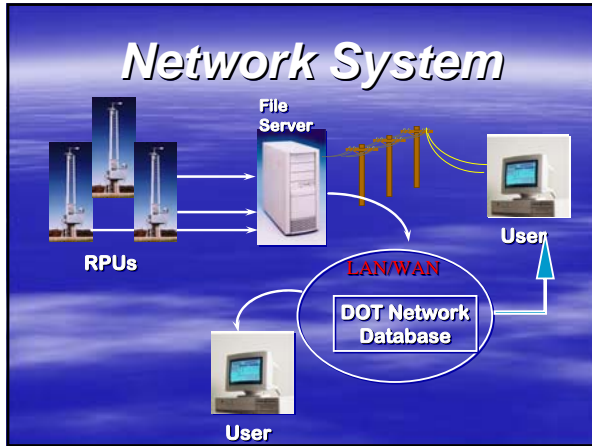 Network System
File
Server
RPUs
User
LAN/WAN
DOT Network
Database
User